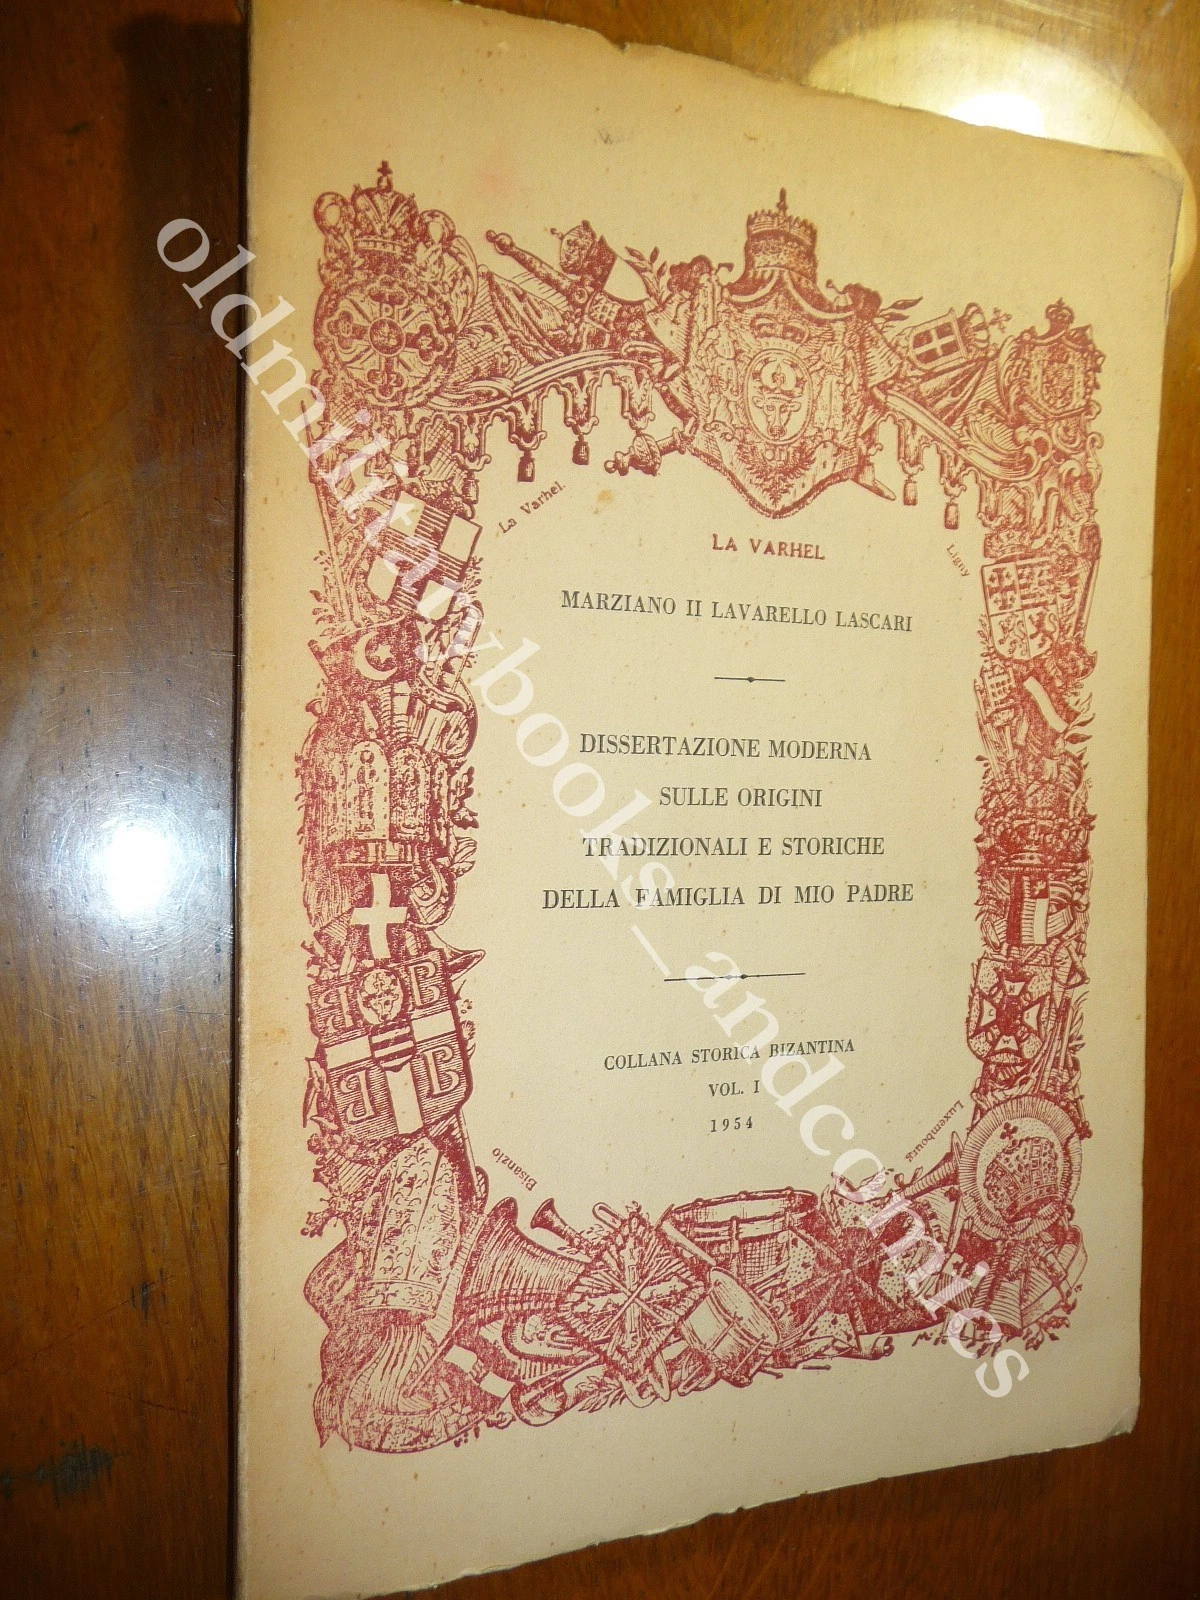 La Varhel.
LA VARHEL
Ligny
MARZIANO II LAVARELLO LASCARI
DISSERTAZIONE MODERNA
SULLE ORIGINI
TRADIZIONALI E STORICHE
DELLA FAMIGLIA DI MIO PADRE
COLLANA STORICA BIZANTINA
VOL. I
1954
Bisanzio
Luxembourg
B
B
oldmilitarybooks_andcomics